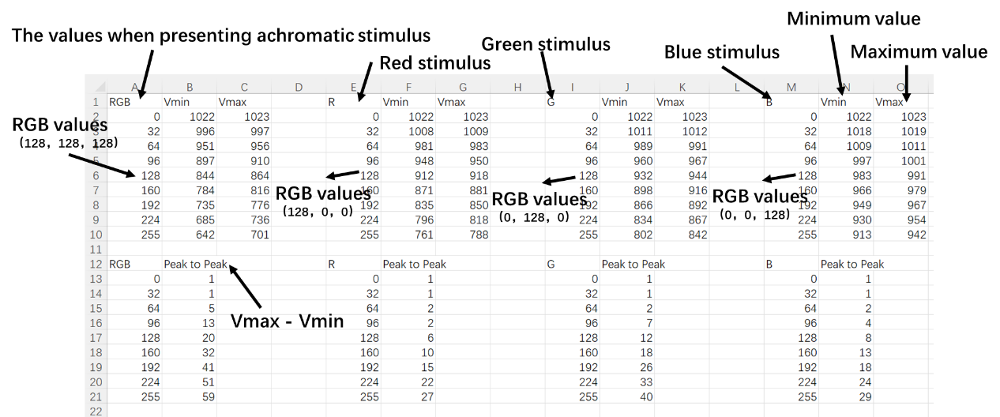 Minimum value
The values when presenting achromatic stimulus
Green stimulus
Blue stimulus
Maximum value
Red stimulus
A B C D E F G H I J K L M N O
1 RGB Vmin Vmax R Vmin Vmax G Vmin Vmax B Vmin Vmax
2 0 1022 1023 0 1022 1023 0 1022 1023 0 1022 1023
RGB values
3 32 996 997 32 1008 1009 32 1011 1012 32 1018 1019
(128, 128, 128)
4 64 951 956 64 981 983 64 989 991 64 1009 1011
5 96 897 910 96 948 950 96 960 967 96 997 1001
6 128 844 864 128 912 918 128 932 944 128 983 991
7 160 784 816 160 871 881 160 898 916 160 966 979
RGB values RGB values RGB values
8 192 735 776 192 835 850 192 866 892 192 949 967
(128, 0, 0) (0, 128, 0) (0, 0, 128)
9 224 685 736 224 796 818 224 834 867 224 930 954
10 255 642 701 255 761 788 255 802 842 255 913 942
11
12 RGB Peak to Peak R Peak to Peak G Peak to Peak B Peak to Peak
13 0 1 0 1 0 1 0 1
14 32 1 32 1 32 1 32 1
15 64 5 64 2 64 2 64 2
16 96 13 96 2 96 7 96 4
Vmax - Vmin
17 128 20 128 6 128 12 128 8
18 160 32 160 10 160 18 160 13
19 192 41 192 15 192 26 192 18
20 224 51 224 22 224 33 224 24
21 255 59 255 27 255 40 255 29
22